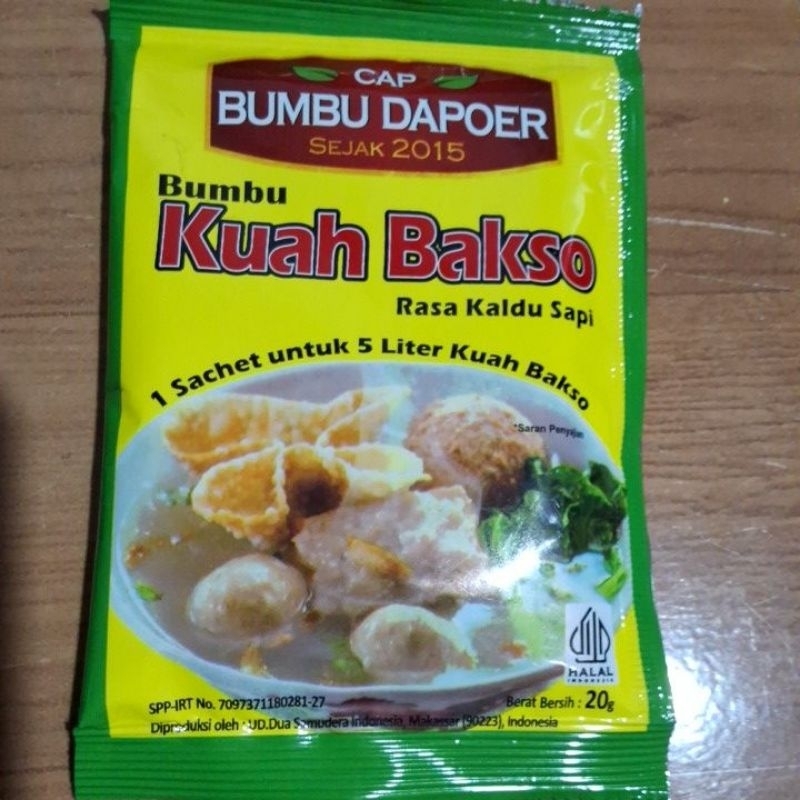 CAP
BUMBU DAPOER
SEJAK 2015
Bumbu
Kuah Bakso
Rasa Kaldu Sapi
1 Sachet untuk 5 Liter Kuah Bakso
*Saran Penyajian
HALAL
INDONESIA
SPP-IRT No. 7097371180281-27
Berat Bersih : 20g
Diproduksi oleh : UD.Dua Samudera Indonesia, Makassar (90223), Indonesia